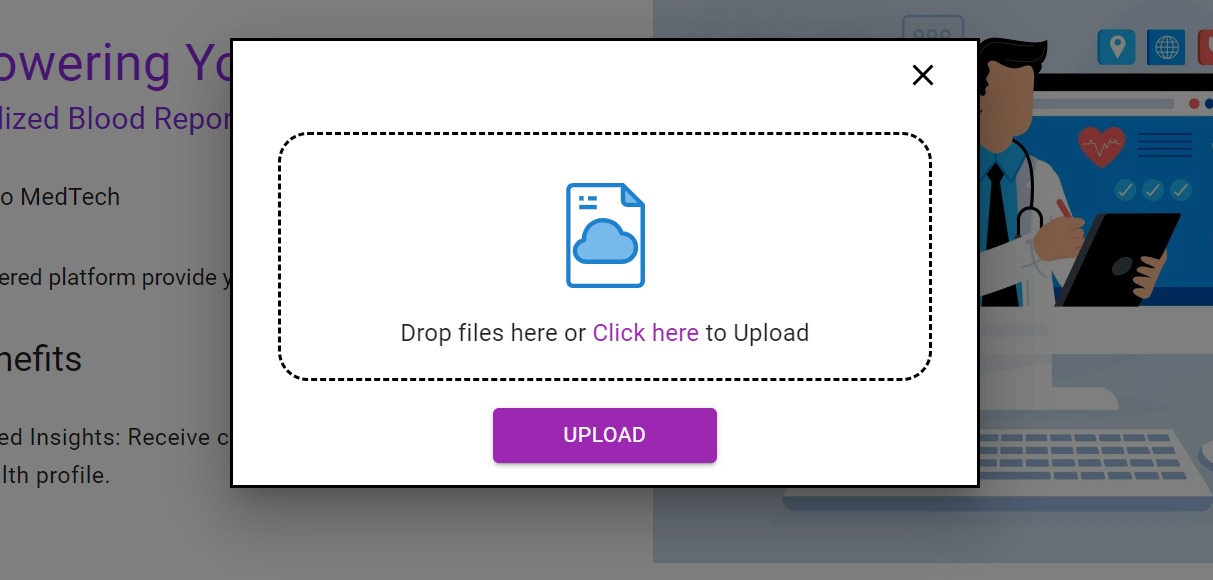 owering Yo
lized Blood Repor
o MedTech
ered platform provide y
nefits
ed Insights: Receive c
lth profile.
Drop files here or Click here to Upload
UPLOAD